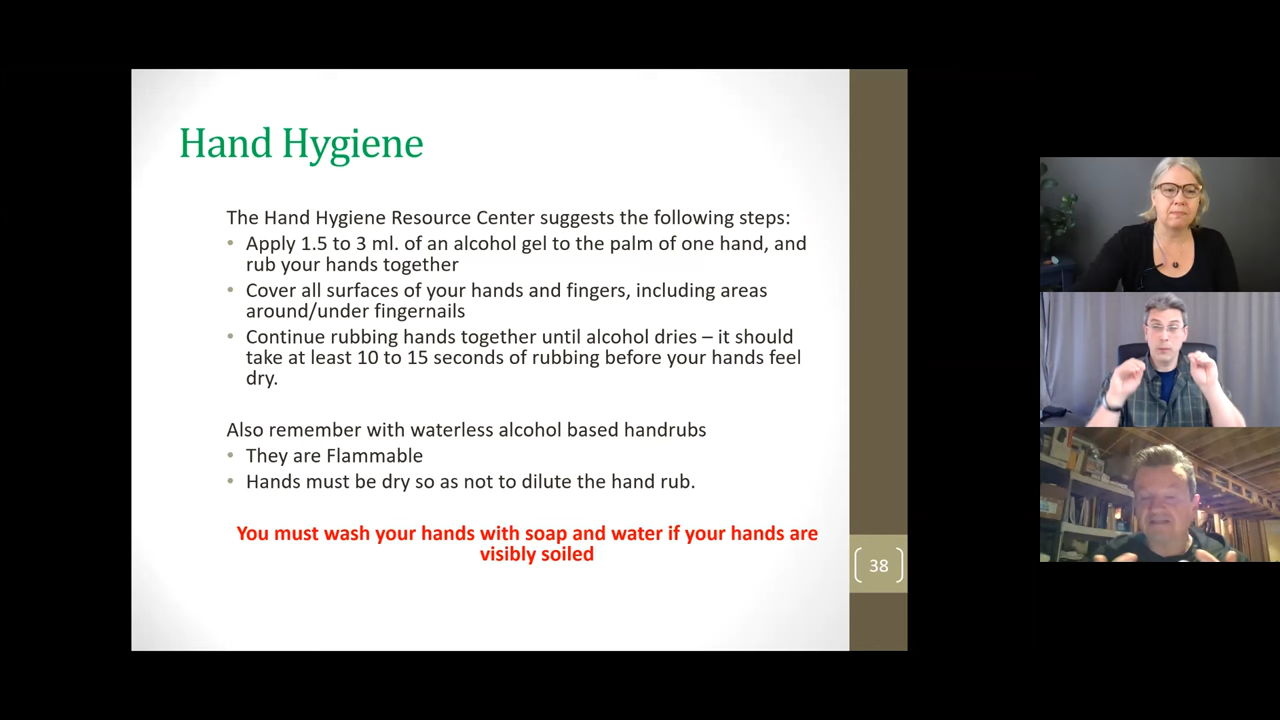 Hand Hygiene
The Hand Hygiene Resource Center suggests the following steps:
• Apply 1.5 to 3 ml. of an alcohol gel to the palm of one hand, and
rub your hands together
• Cover all surfaces of your hands and fingers, including areas
around/under fingernails
• Continue rubbing hands together until alcohol dries – it should
take at least 10 to 15 seconds of rubbing before your hands feel
dry.
Also remember with waterless alcohol based handrubs
• They are Flammable
• Hands must be dry so as not to dilute the hand rub.
You must wash your hands with soap and water if your hands are
visibly soiled
38